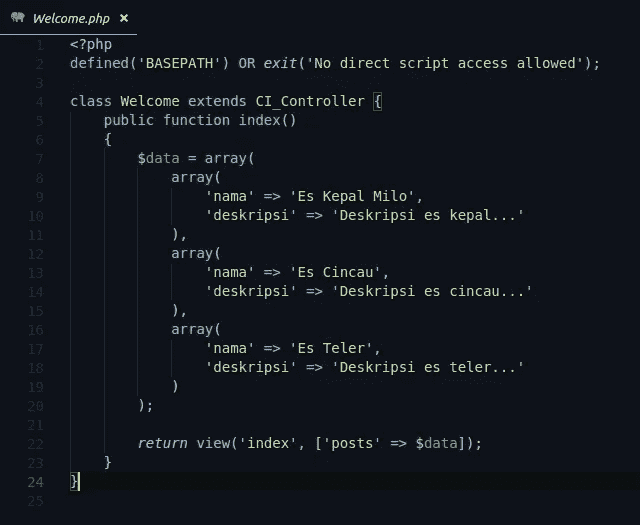 Welcome.php ×
1 <?php
2 defined('BASEPATH') OR exit('No direct script access allowed');
3
4 class Welcome extends CI_Controller {
5     public function index()
6     {
7         $data = array(
8             array(
9                 'nama' => 'Es Kepal Milo',
10                 'deskripsi' => 'Deskripsi es kepal...'
11             ),
12             array(
13                 'nama' => 'Es Cincau',
14                 'deskripsi' => 'Deskripsi es cincau...'
15             ),
16             array(
17                 'nama' => 'Es Teler',
18                 'deskripsi' => 'Deskripsi es teler...'
19             )
20         );
21
22         return view('index', ['posts' => $data]);
23     }
24 }
25